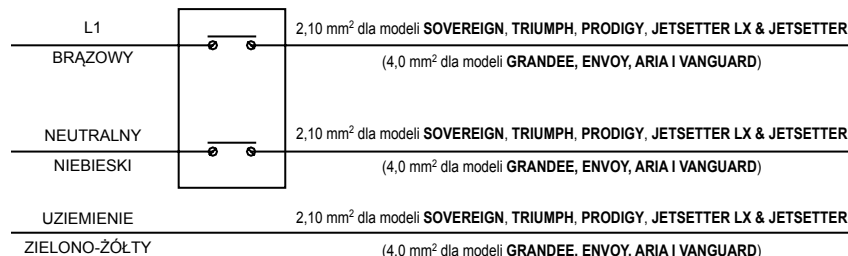 L1 2,10 mm² dla modeli SOVEREIGN, TRIUMPH, PRODIGY, JETSETTER LX & JETSETTER
BRĄZOWY (4,0 mm² dla modeli GRANDEE, ENVOY, ARIA I VANGUARD)
NEUTRALNY 2,10 mm² dla modeli SOVEREIGN, TRIUMPH, PRODIGY, JETSETTER LX & JETSETTER
NIEBIESKI (4,0 mm² dla modeli GRANDEE, ENVOY, ARIA I VANGUARD)
UZIEMIENIE 2,10 mm² dla modeli SOVEREIGN, TRIUMPH, PRODIGY, JETSETTER LX & JETSETTER
ZIELONO-ŻÓŁTY (4,0 mm² dla modeli GRANDEE, ENVOY, ARIA I VANGUARD)